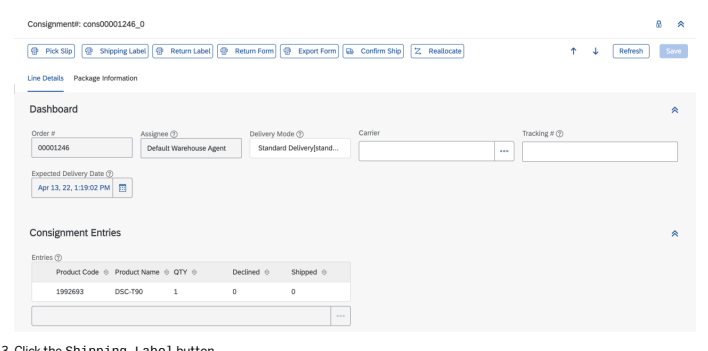 Consignment#: cons00001246_0
Pick Slip Shipping Label Return Label Return Form Export Form Confirm Ship Reallocate Refresh Save
Line Details Package Information
Dashboard
Order # Assignee Delivery Mode Carrier Tracking #
00001246 Default Warehouse Agent Standard Delivery[stand... ...
Expected Delivery Date
Apr 13, 22, 1:19:02 PM
Consignment Entries
Entries
Product Code Product Name QTY Declined Shipped
1992693 DSC-T90 1 0 0
...
3. Click the Shipping Label button